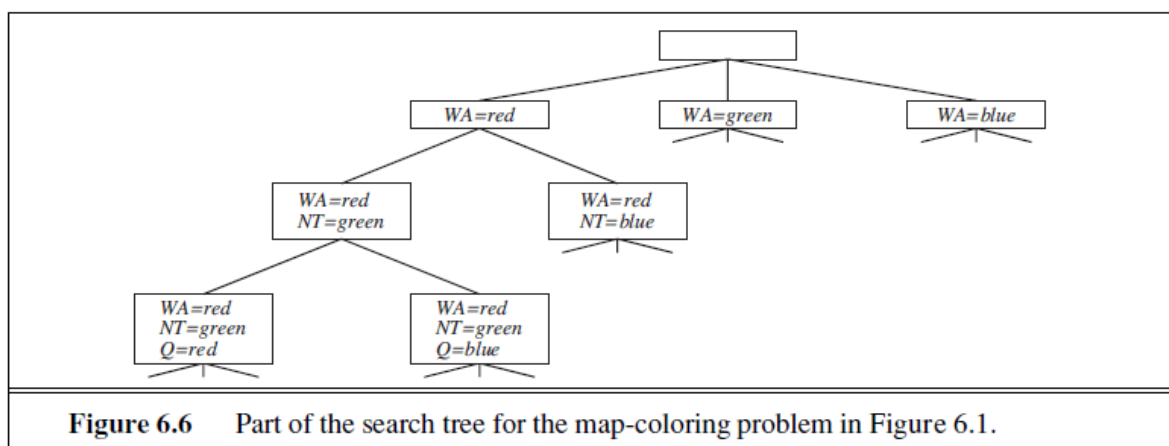 WA=red
WA=green
WA=blue
WA=red
NT=green
WA=red
NT=blue
WA=red
NT=green
Q=red
WA=red
NT=green
Q=blue
Figure 6.6 Part of the search tree for the map-coloring problem in Figure 6.1.